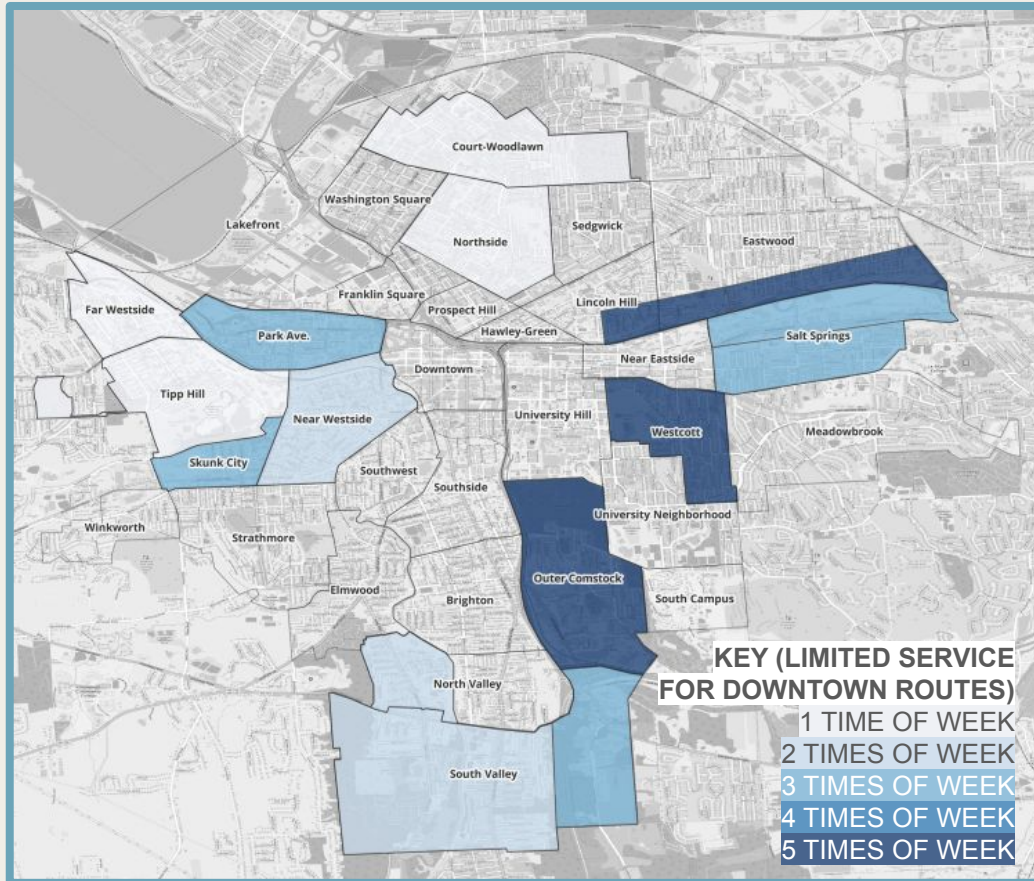 Court-Woodlawn
Washington Square
Lakefront
Sedgwick
Northside
Eastwood
Franklin Square
Far Westside
Lincoln Hill
Prospect Hill
Park Ave.
Hawley-Green
Salt Springs
Near Eastside
Downtown
Tipp Hill
University Hill
Near Westside
Westcott
Meadowbrook
Skunk City
Southwest
Southside
University Neighborhood
Winkworth
Strathmore
Outer Comstock
Elmwood
Brighton
South Campus
North Valley
South Valley
KEY (LIMITED SERVICE
FOR DOWNTOWN ROUTES)
1 TIME OF WEEK
2 TIMES OF WEEK
3 TIMES OF WEEK
4 TIMES OF WEEK
5 TIMES OF WEEK